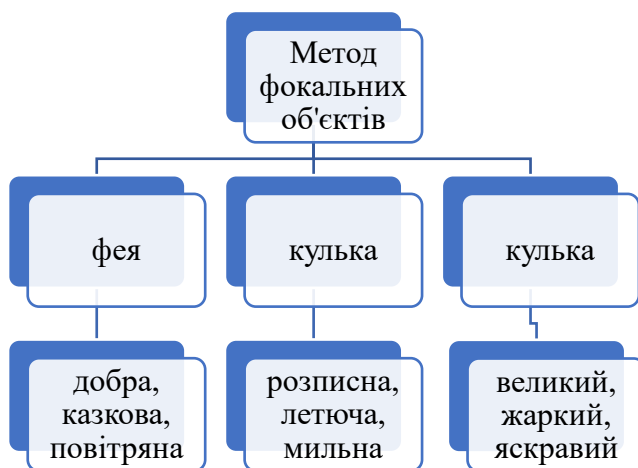 Метод
фокальних
об'єктів
фея
кулька
кулька
добра,
казкова,
повітряна
розписна,
летюча,
мильна
великий,
жаркий,
яскравий